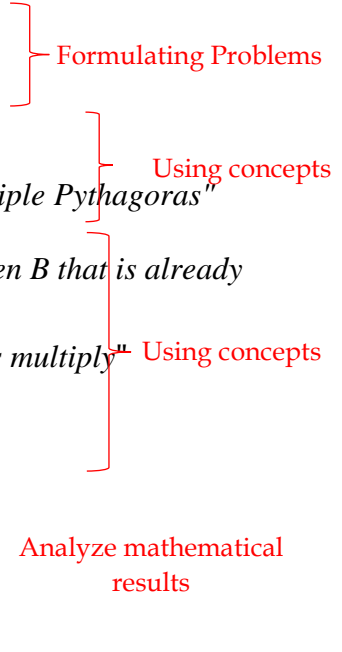 Formulating Problems
Using concepts
iple Pythagoras"
en B that is already
multiply" Using concepts
Analyze mathematical
results